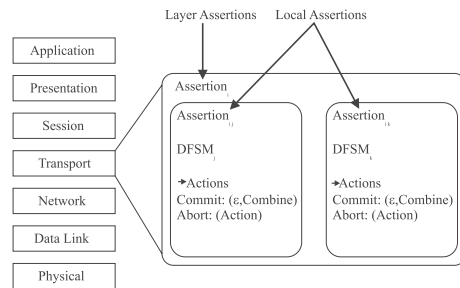 Layer Assertions
Local Assertions
Application
Presentation
Session
Transport
Network
Data Link
Physical
Assertion i
Assertion i j
DFSM j
Actions
Commit: (ε,Combine)
Abort: (Action)
Assertion i k
DFSM k
Actions
Commit: (ε,Combine)
Abort: (Action)